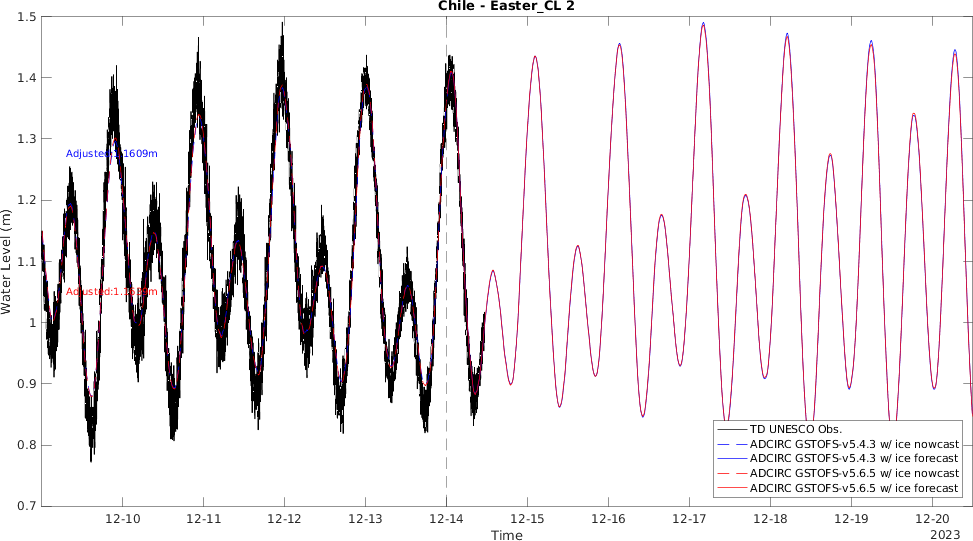 Chile - Easter_CL 2
Water Level (m)
1.5
1.4
1.3
1.2
1.1
1
0.9
0.8
0.7
Adjusted:1.1609m
Adjusted:
12-10
12-11
12-12
12-13
12-14
12-15
12-16
12-17
12-18
12-19
12-20
2023
Time
TD UNESCO Obs.
ADCIRC GSTOFS-v5.4.3 w/ ice nowcast
ADCIRC GSTOFS-v5.4.3 w/ ice forecast
ADCIRC GSTOFS-v5.6.5 w/ ice nowcast
ADCIRC GSTOFS-v5.6.5 w/ ice forecast